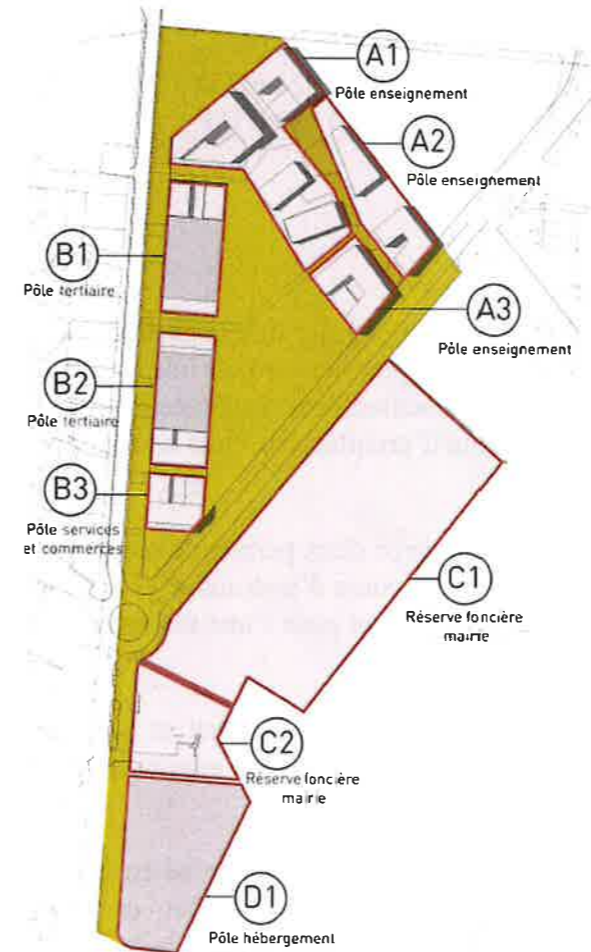 A1
Pôle enseignement
A2
Pôle enseignement
B1
Pôle tertiaire
A3
Pôle enseignement
B2
Pôle tertiaire
B3
Pôle services
et commerces
C1
Réserve foncière
mairie
C2
Réserve foncière
mairie
D1
Pôle hébergement